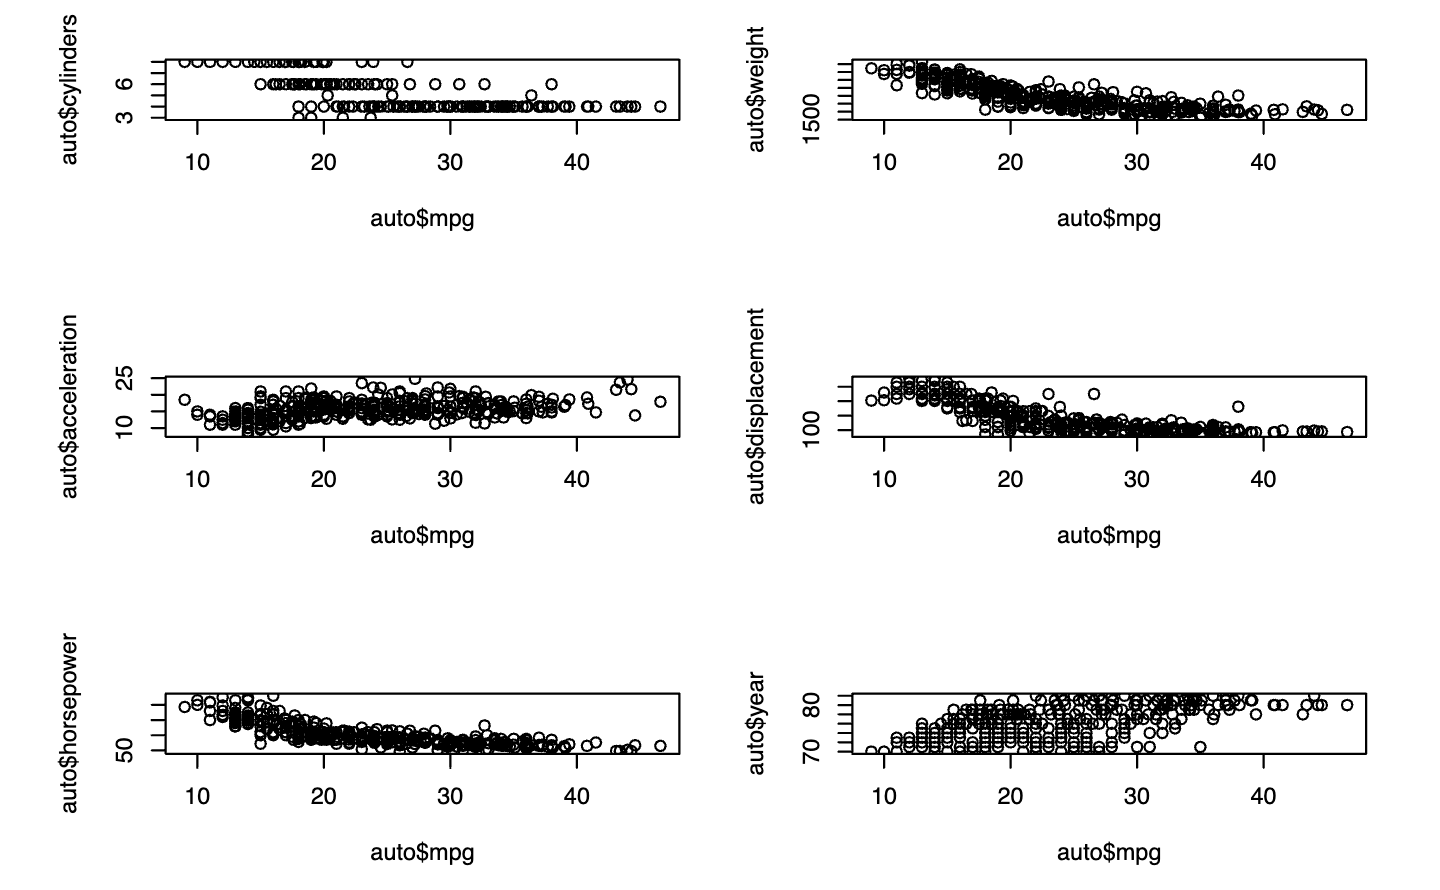 auto$cylinders
6
3
10 20 30 40
auto$mpg
auto$weight
1500
10 20 30 40
auto$mpg
auto$acceleration
25
10
10 20 30 40
auto$mpg
auto$displacement
100
10 20 30 40
auto$mpg
auto$horsepower
50
10 20 30 40
auto$mpg
auto$year
80
70
10 20 30 40
auto$mpg